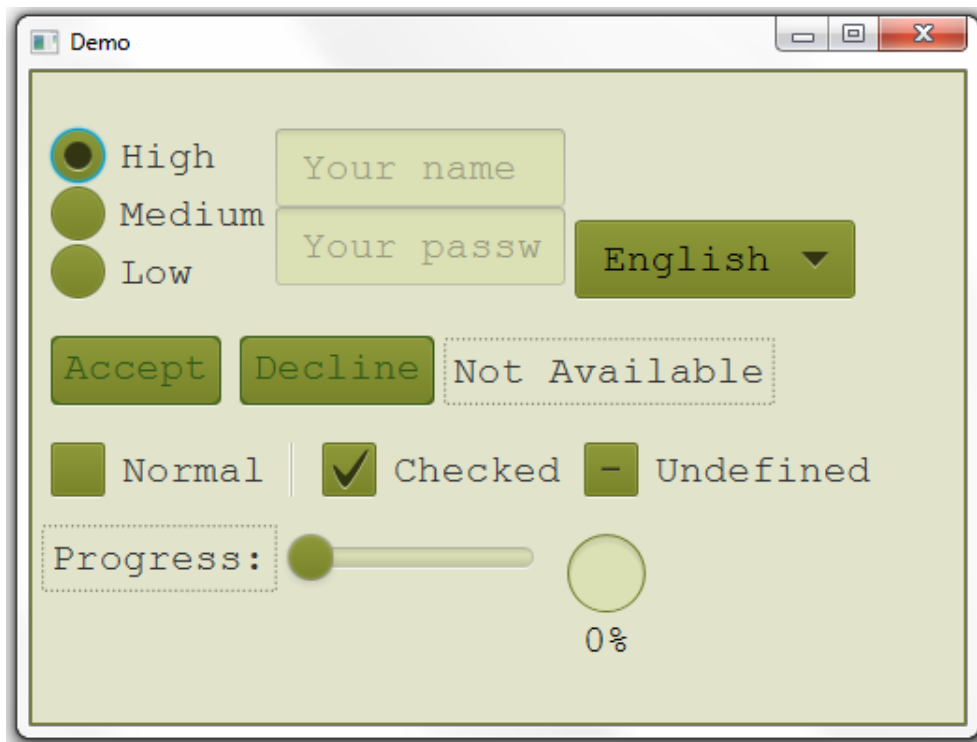 Demo
High
Medium
Low
Your name
Your passw
English
Accept Decline Not Available
Normal Checked - Undefined
Progress:
0%